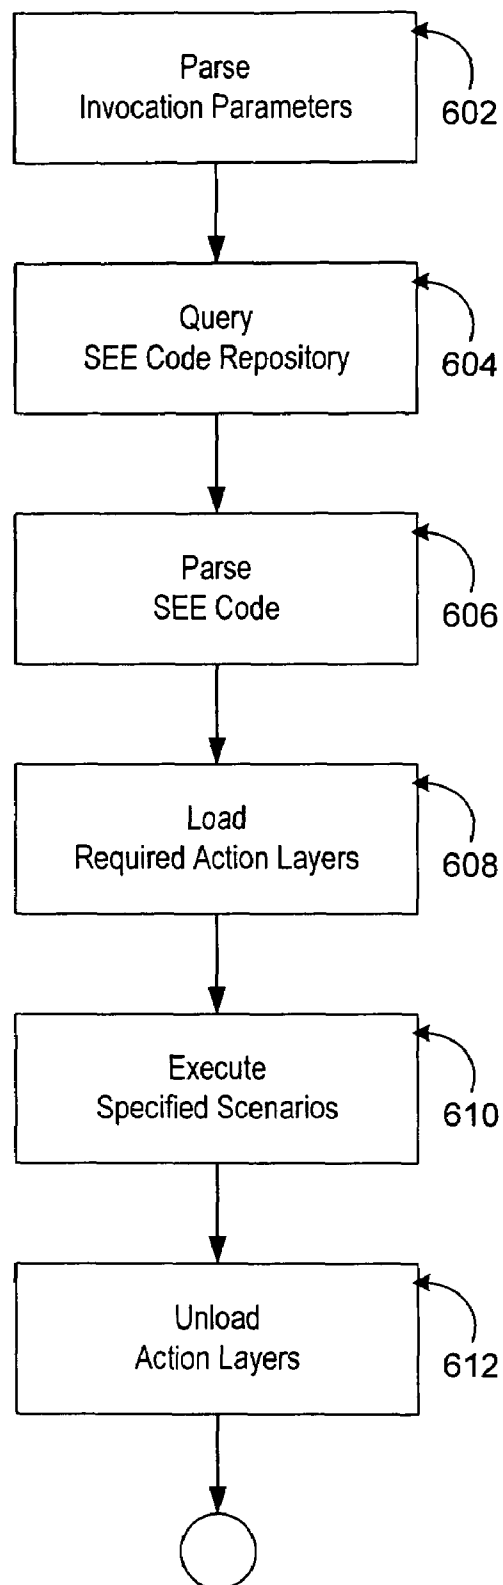 Parse
Invocation Parameters
602
Query
SEE Code Repository
604
Parse
SEE Code
606
Load
Required Action Layers
608
Execute
Specified Scenarios
610
Unload
Action Layers
612